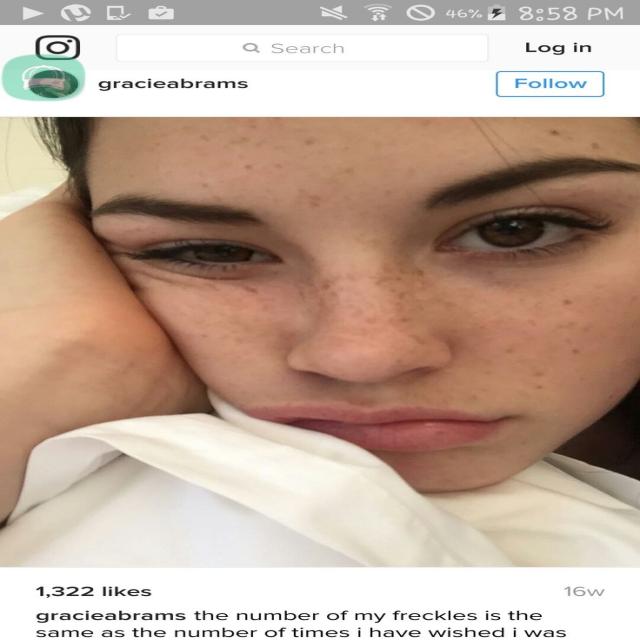 46% 8:58 PM
Search
Log in
gracieabrams
Follow
1,322 likes
16w
gracieabrams the number of my freckles is the
same as the number of times i have wished i was